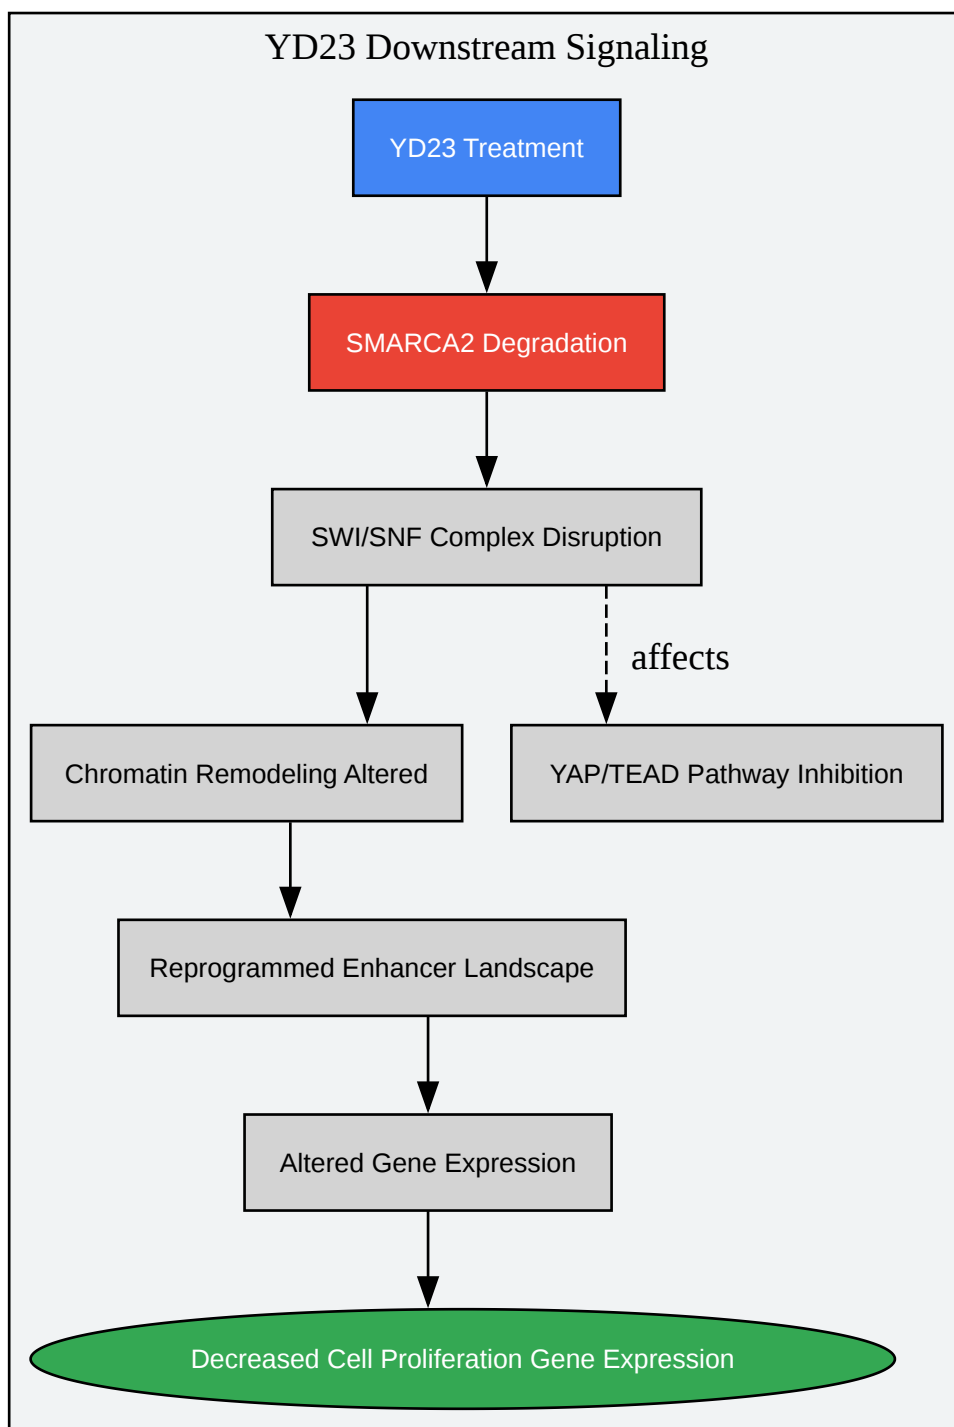 YD23 Downstream Signaling
YD23 Treatment
SMARCA2 Degradation
SWI/SNF Complex Disruption
affects
Chromatin Remodeling Altered
YAP/TEAD Pathway Inhibition
Reprogrammed Enhancer Landscape
Altered Gene Expression
Decreased Cell Proliferation Gene Expression